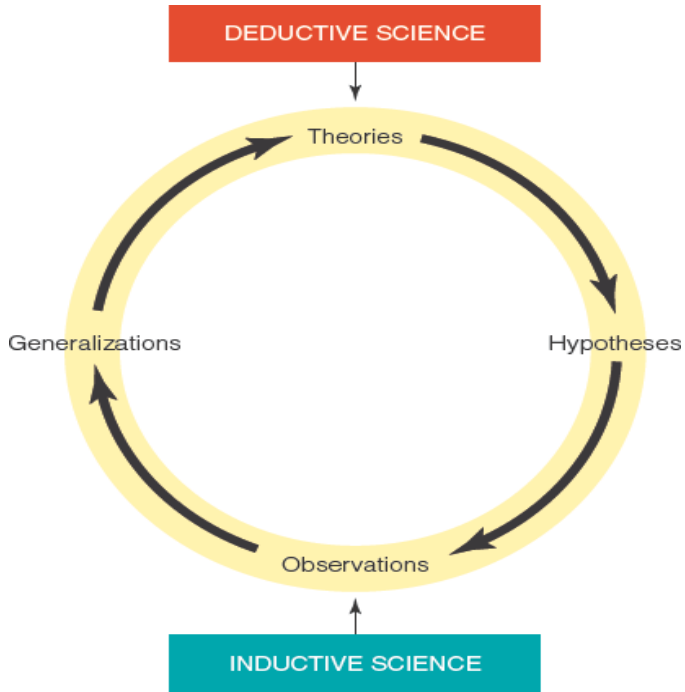 DEDUCTIVE SCIENCE
Theories
Generalizations
Hypotheses
Observations
INDUCTIVE SCIENCE